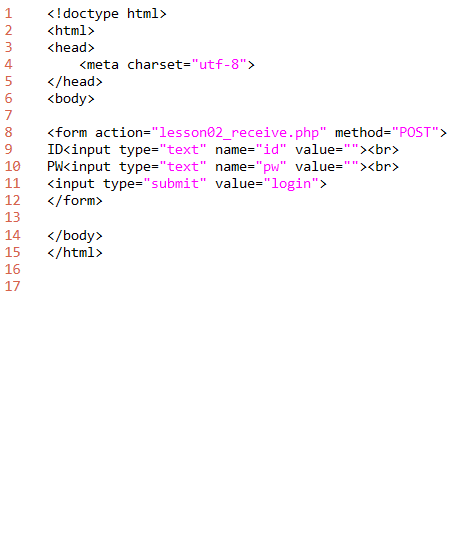 1 <!doctype html>
2 <html>
3 <head>
4 <meta charset="utf-8">
5 </head>
6 <body>
7
8 <form action="lesson02_receive.php" method="POST">
9 ID<input type="text" name="id" value=""><br>
10 PW<input type="text" name="pw" value=""><br>
11 <input type="submit" value="login">
12 </form>
13
14 </body>
15 </html>
16
17